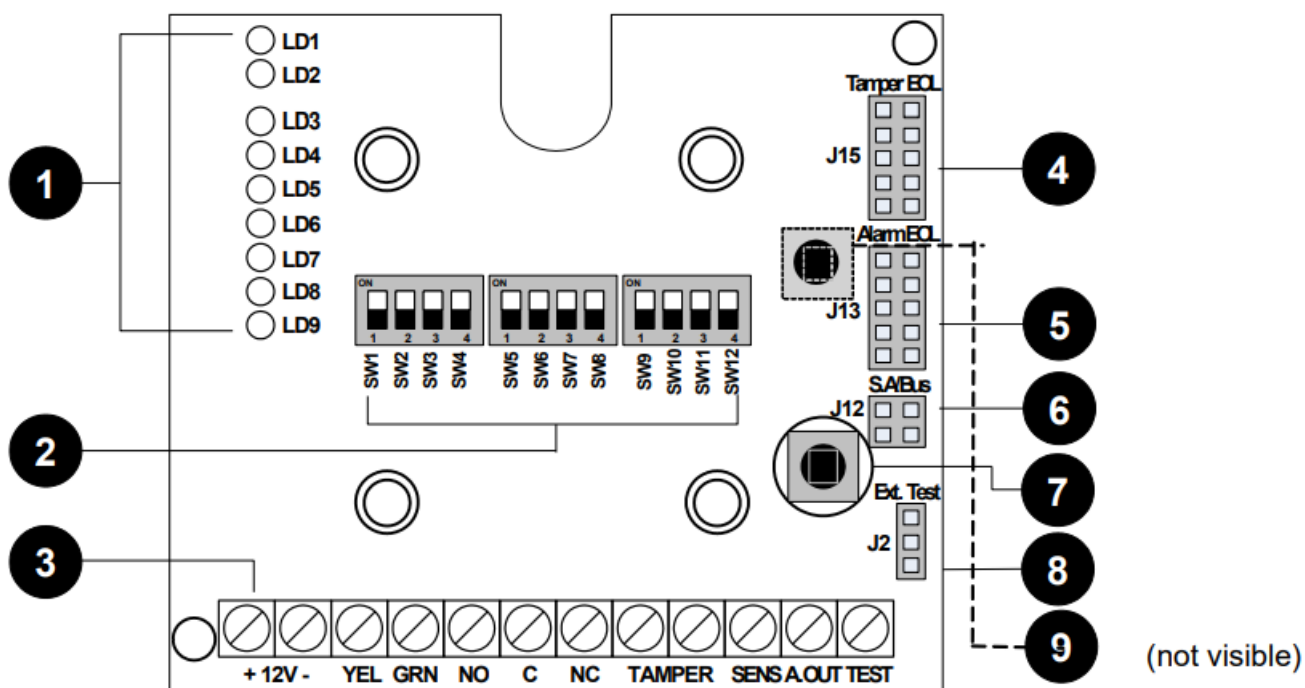 LD1
LD2
LD3
LD4
LD5
LD6
LD7
LD8
LD9
1
2
3
ON
1 2 3 4
SW1 SW2 SW3 SW4
ON
1 2 3 4
SW5 SW6 SW7 SW8
ON
1 2 3 4
SW9 SW10 SW11 SW12
Tamper EOL
J15
4
Alarm EOL
J13
5
S.A/Bus
J12
6
7
Ext. Test
J2
8
9
(not visible)
+ 12V - YEL GRN NO C NC TAMPER SENS A.OUT TEST